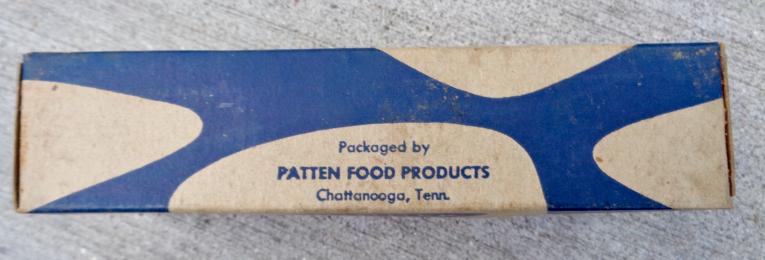 Packaged by
PATTEN FOOD PRODUCTS
Chattanooga, Tenn.